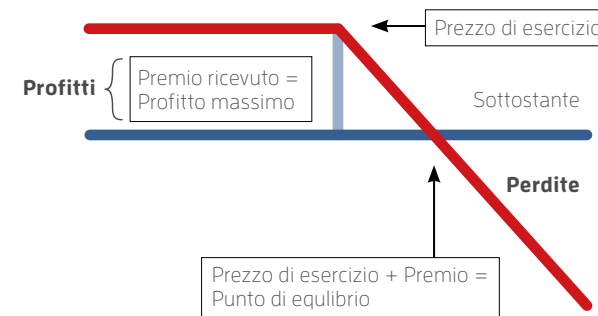 Prezzo di esercizio
Profitti
Premio ricevuto =
Profitto massimo
Sottostante
Perdite
Prezzo di esercizio + Premio =
Punto di equlibrio